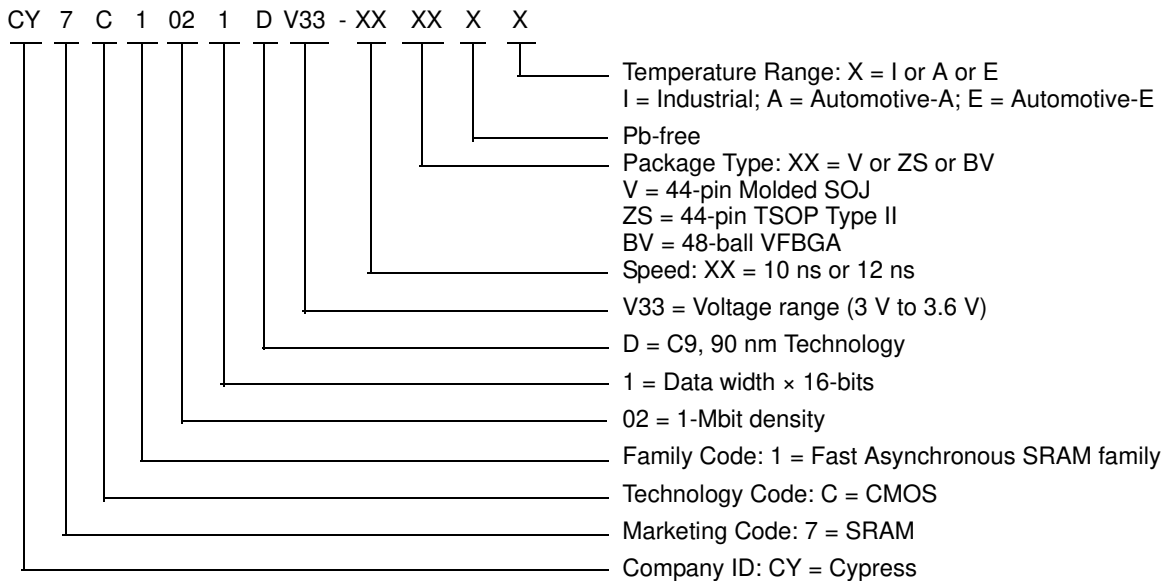 CY 7 C 1 02 1 D V33 - XX XX X X
Temperature Range: X = I or A or E
I = Industrial; A = Automotive-A; E = Automotive-E
Pb-free
Package Type: XX = V or ZS or BV
V = 44-pin Molded SOJ
ZS = 44-pin TSOP Type II
BV = 48-ball VFBGA
Speed: XX = 10 ns or 12 ns
V33 = Voltage range (3 V to 3.6 V)
D = C9, 90 nm Technology
1 = Data width × 16-bits
02 = 1-Mbit density
Family Code: 1 = Fast Asynchronous SRAM family
Technology Code: C = CMOS
Marketing Code: 7 = SRAM
Company ID: CY = Cypress